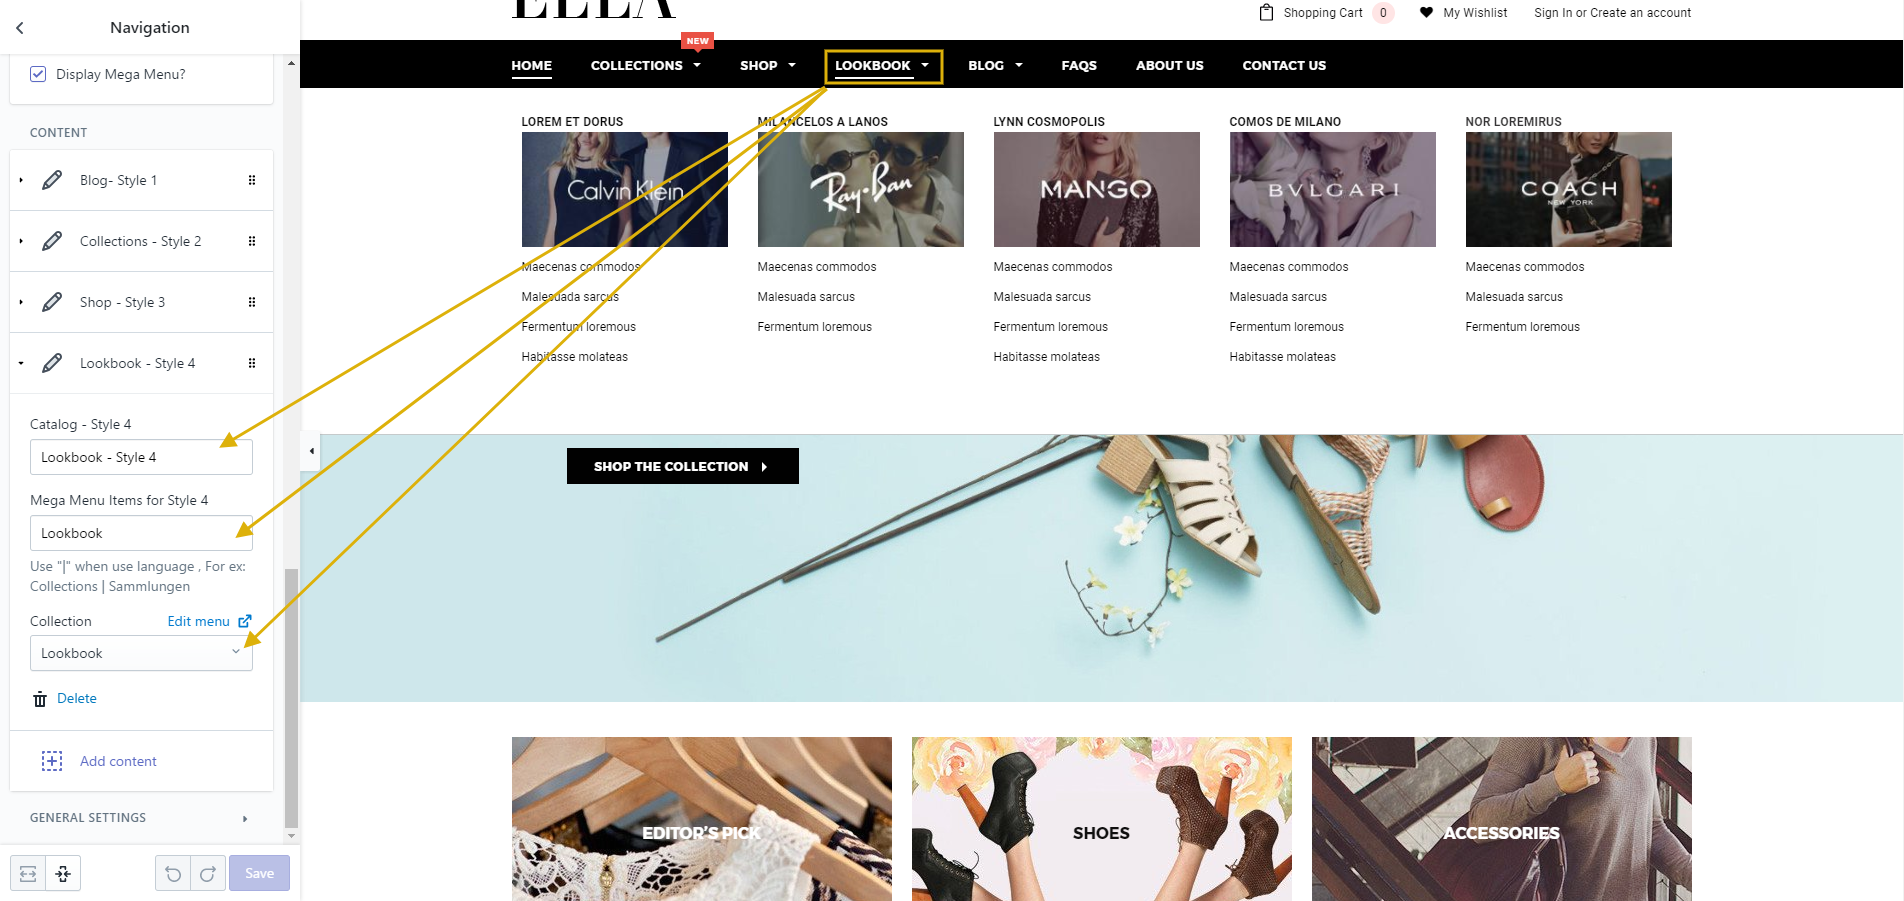 Navigation
Display Mega Menu?
CONTENT
Blog- Style 1
Collections - Style 2
Shop - Style 3
Lookbook - Style 4
Catalog - Style 4
Lookbook - Style 4
Mega Menu Items for Style 4
Lookbook
Use "|" when use language , For ex:
Collections | Sammlungen
Collection Edit menu
Lookbook
Delete
Add content
GENERAL SETTINGS
Save
ELLA
Shopping Cart 0 My Wishlist Sign In or Create an account
NEW
HOME COLLECTIONS SHOP LOOKBOOK BLOG FAQS ABOUT US CONTACT US
LOREM ET DORUS
Calvin Klein
Maecenas commodos
Malesuada sarcus
Fermentum loremous
Habitasse molateas
MILANCELOS A LANOS
Ray-Ban
Maecenas commodos
Malesuada sarcus
Fermentum loremous
LYNN COSMOPOLIS
MANGO
Maecenas commodos
Malesuada sarcus
Fermentum loremous
Habitasse molateas
COMOS DE MILANO
BVLGARI
Maecenas commodos
Malesuada sarcus
Fermentum loremous
Habitasse molateas
NOR LOREMIRUS
COACH
NEW YORK
Maecenas commodos
Malesuada sarcus
Fermentum loremous
SHOP THE COLLECTION
EDITOR'S PICK
SHOES
ACCESSORIES